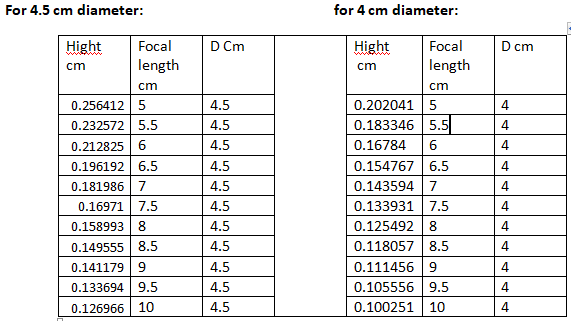 For 4.5 cm diameter: for 4 cm diameter:
Hight Focal D Cm Hight Focal D cm
cm length cm length
cm cm
0.256412 5 4.5 0.202041 5 4
0.232572 5.5 4.5 0.183346 5.5 4
0.212825 6 4.5 0.16784 6 4
0.196192 6.5 4.5 0.154767 6.5 4
0.181986 7 4.5 0.143594 7 4
0.16971 7.5 4.5 0.133931 7.5 4
0.158993 8 4.5 0.125492 8 4
0.149555 8.5 4.5 0.118057 8.5 4
0.141179 9 4.5 0.111456 9 4
0.133694 9.5 4.5 0.105556 9.5 4
0.126966 10 4.5 0.100251 10 4